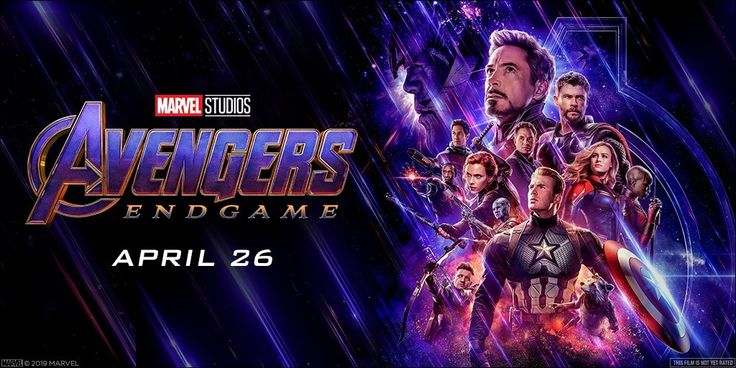 MARVEL STUDIOS
AVENGERS
ENDGAME
APRIL 26
MARVEL © 2019 MARVEL
THIS FILM IS NOT YET RATED